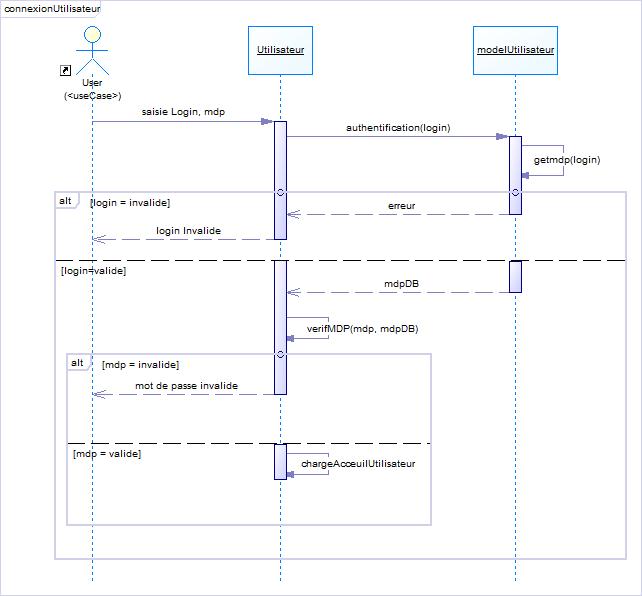 connexionUtilisateur
Utilisateur
modelUtilisateur
User
(<useCase>)
saisie Login, mdp
authentification(login)
getmdp(login)
alt
[login = invalide]
erreur
login Invalide
[login=valide]
mdpDB
verifMDP(mdp, mdpDB)
alt
[mdp = invalide]
mot de passe invalide
[mdp = valide]
chargeAcceuilUtilisateur